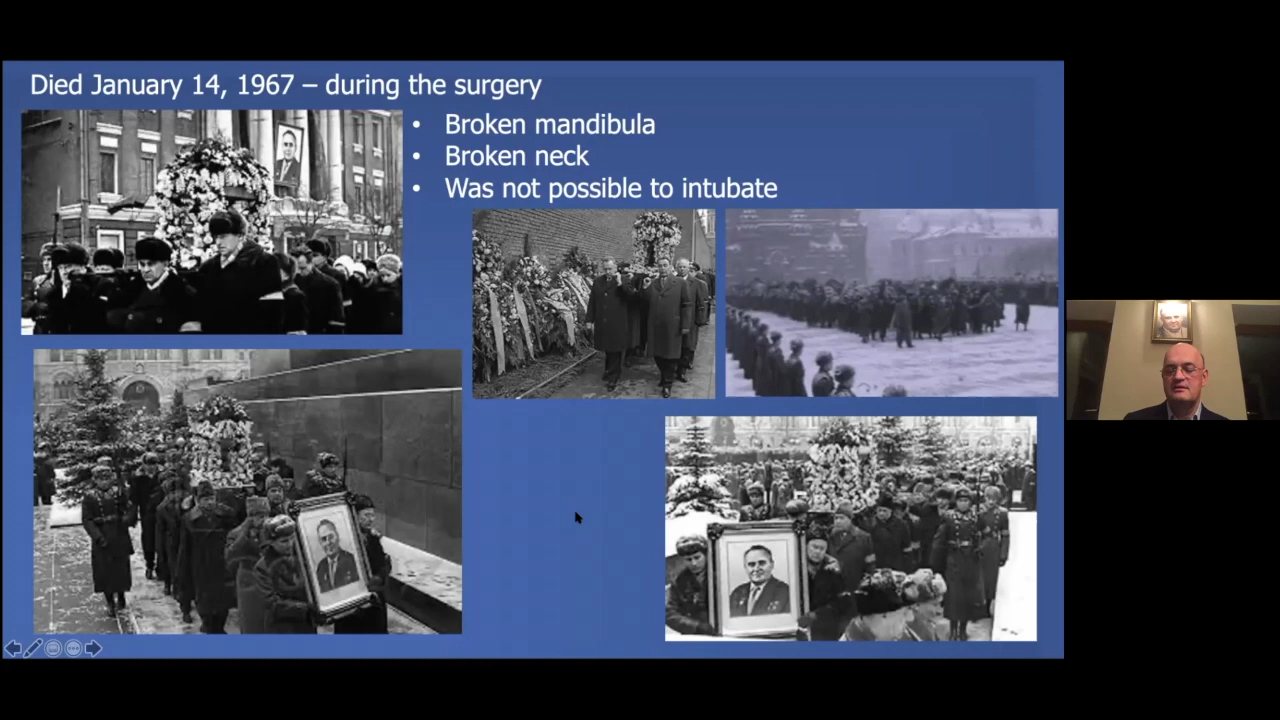 Died January 14, 1967 – during the surgery
• Broken mandibula
• Broken neck
• Was not possible to intubate